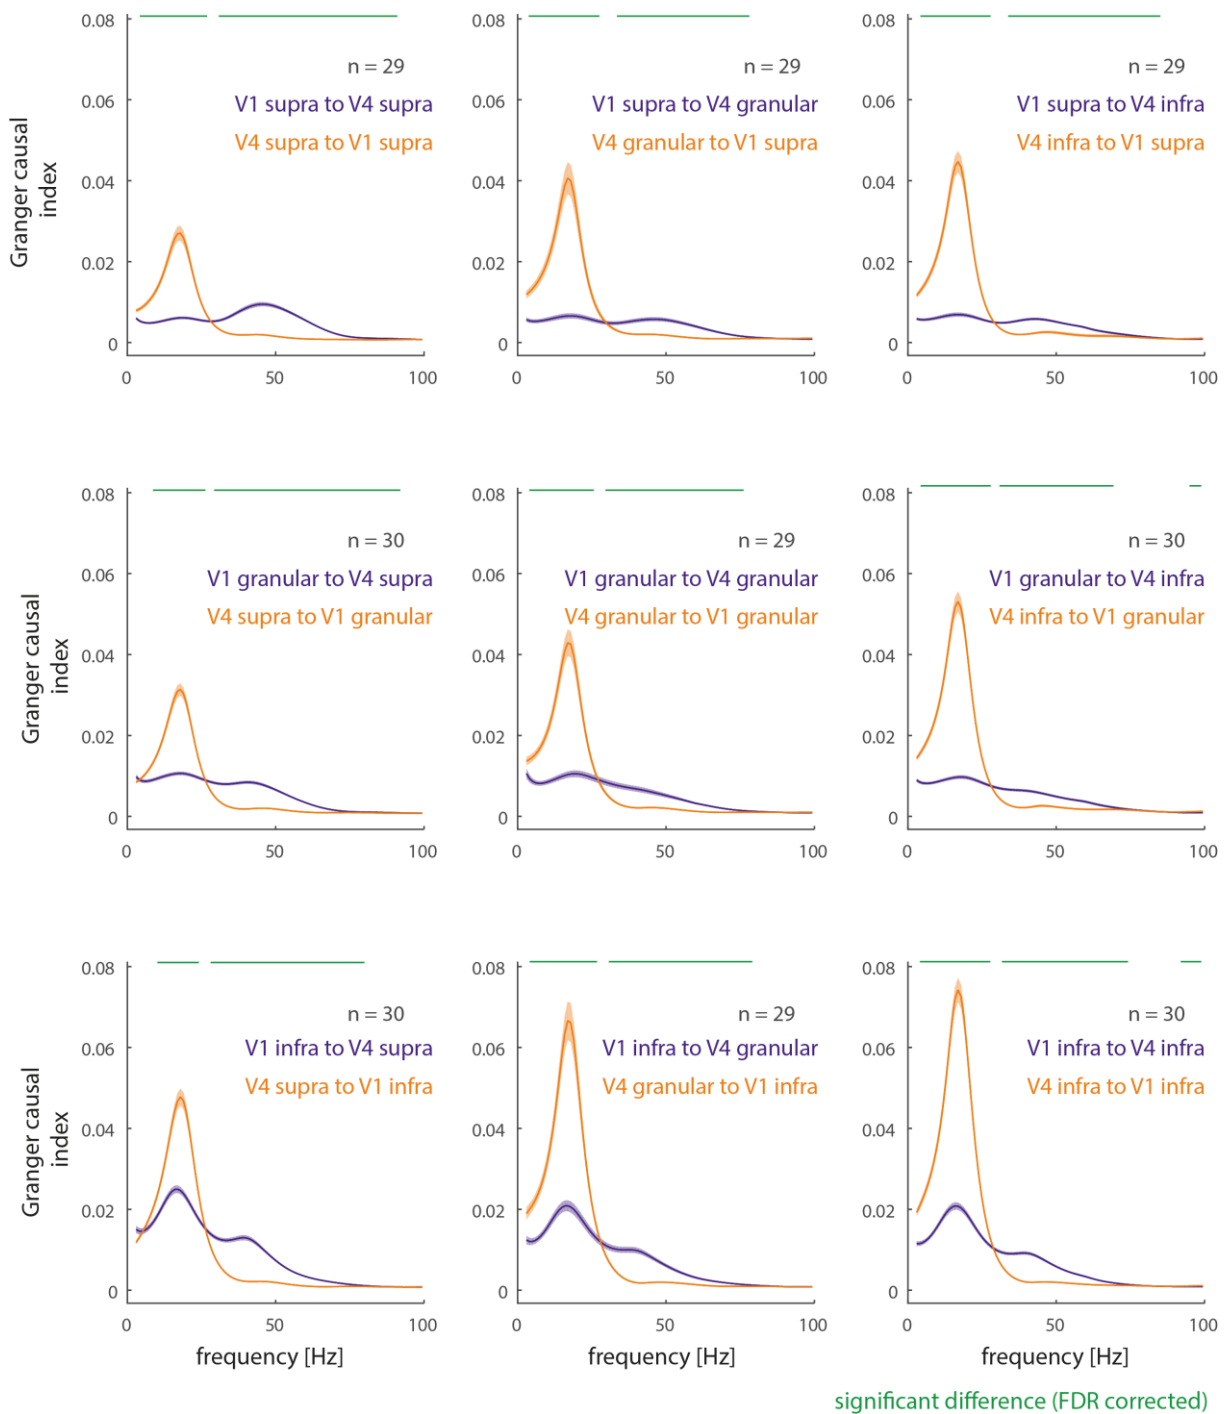 0.08
n = 29
0.06
V1 supra to V4 supra
V4 supra to V1 supra
0.04
0.02
0
0 50 100
Granger causal
index
0.08
n = 29
0.06
V1 supra to V4 granular
V4 granular to V1 supra
0.04
0.02
0
0 50 100
0.08
n = 29
0.06
V1 supra to V4 infra
V4 infra to V1 supra
0.04
0.02
0
0 50 100
0.08
n = 30
0.06
V1 granular to V4 supra
V4 supra to V1 granular
0.04
0.02
0
0 50 100
Granger causal
index
0.08
n = 29
0.06
V1 granular to V4 granular
V4 granular to V1 granular
0.04
0.02
0
0 50 100
0.08
n = 30
0.06
V1 granular to V4 infra
V4 infra to V1 granular
0.04
0.02
0
0 50 100
0.08
n = 30
V1 infra to V4 supra
0.06
V4 supra to V1 infra
0.04
0.02
0
0 50 100
Granger causal
index
frequency [Hz]
0.08
n = 29
V1 infra to V4 granular
0.06
V4 granular to V1 infra
0.04
0.02
0
0 50 100
frequency [Hz]
0.08
n = 30
V1 infra to V4 infra
0.06
V4 infra to V1 infra
0.04
0.02
0
0 50 100
frequency [Hz]
significant difference (FDR corrected)